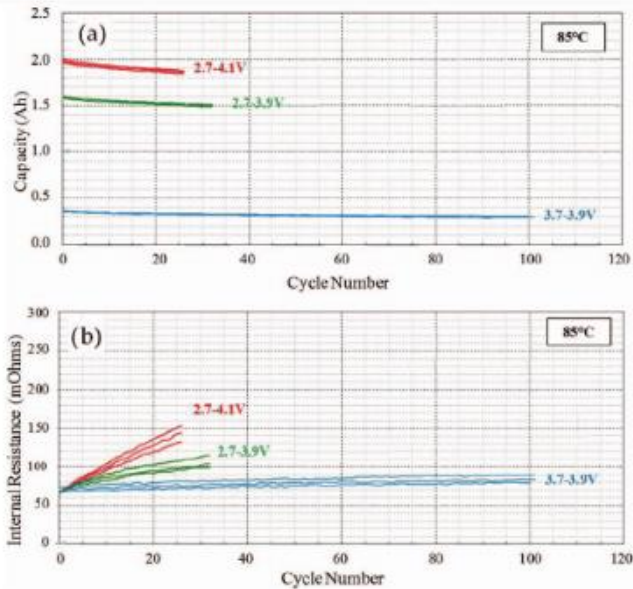 (a)
85°C
2.5
2.0
1.5
1.0
0.5
0.0
Capacity (Ah)
2.7-4.1V
2.7-3.9V
3.7-3.9V
0 20 40 60 80 100 120
Cycle Number
(b)
85°C
300
250
200
150
100
50
0
Internal Resistance (mOhms)
2.7-4.1V
2.7-3.9V
3.7-3.9V
0 20 40 60 80 100 120
Cycle Number